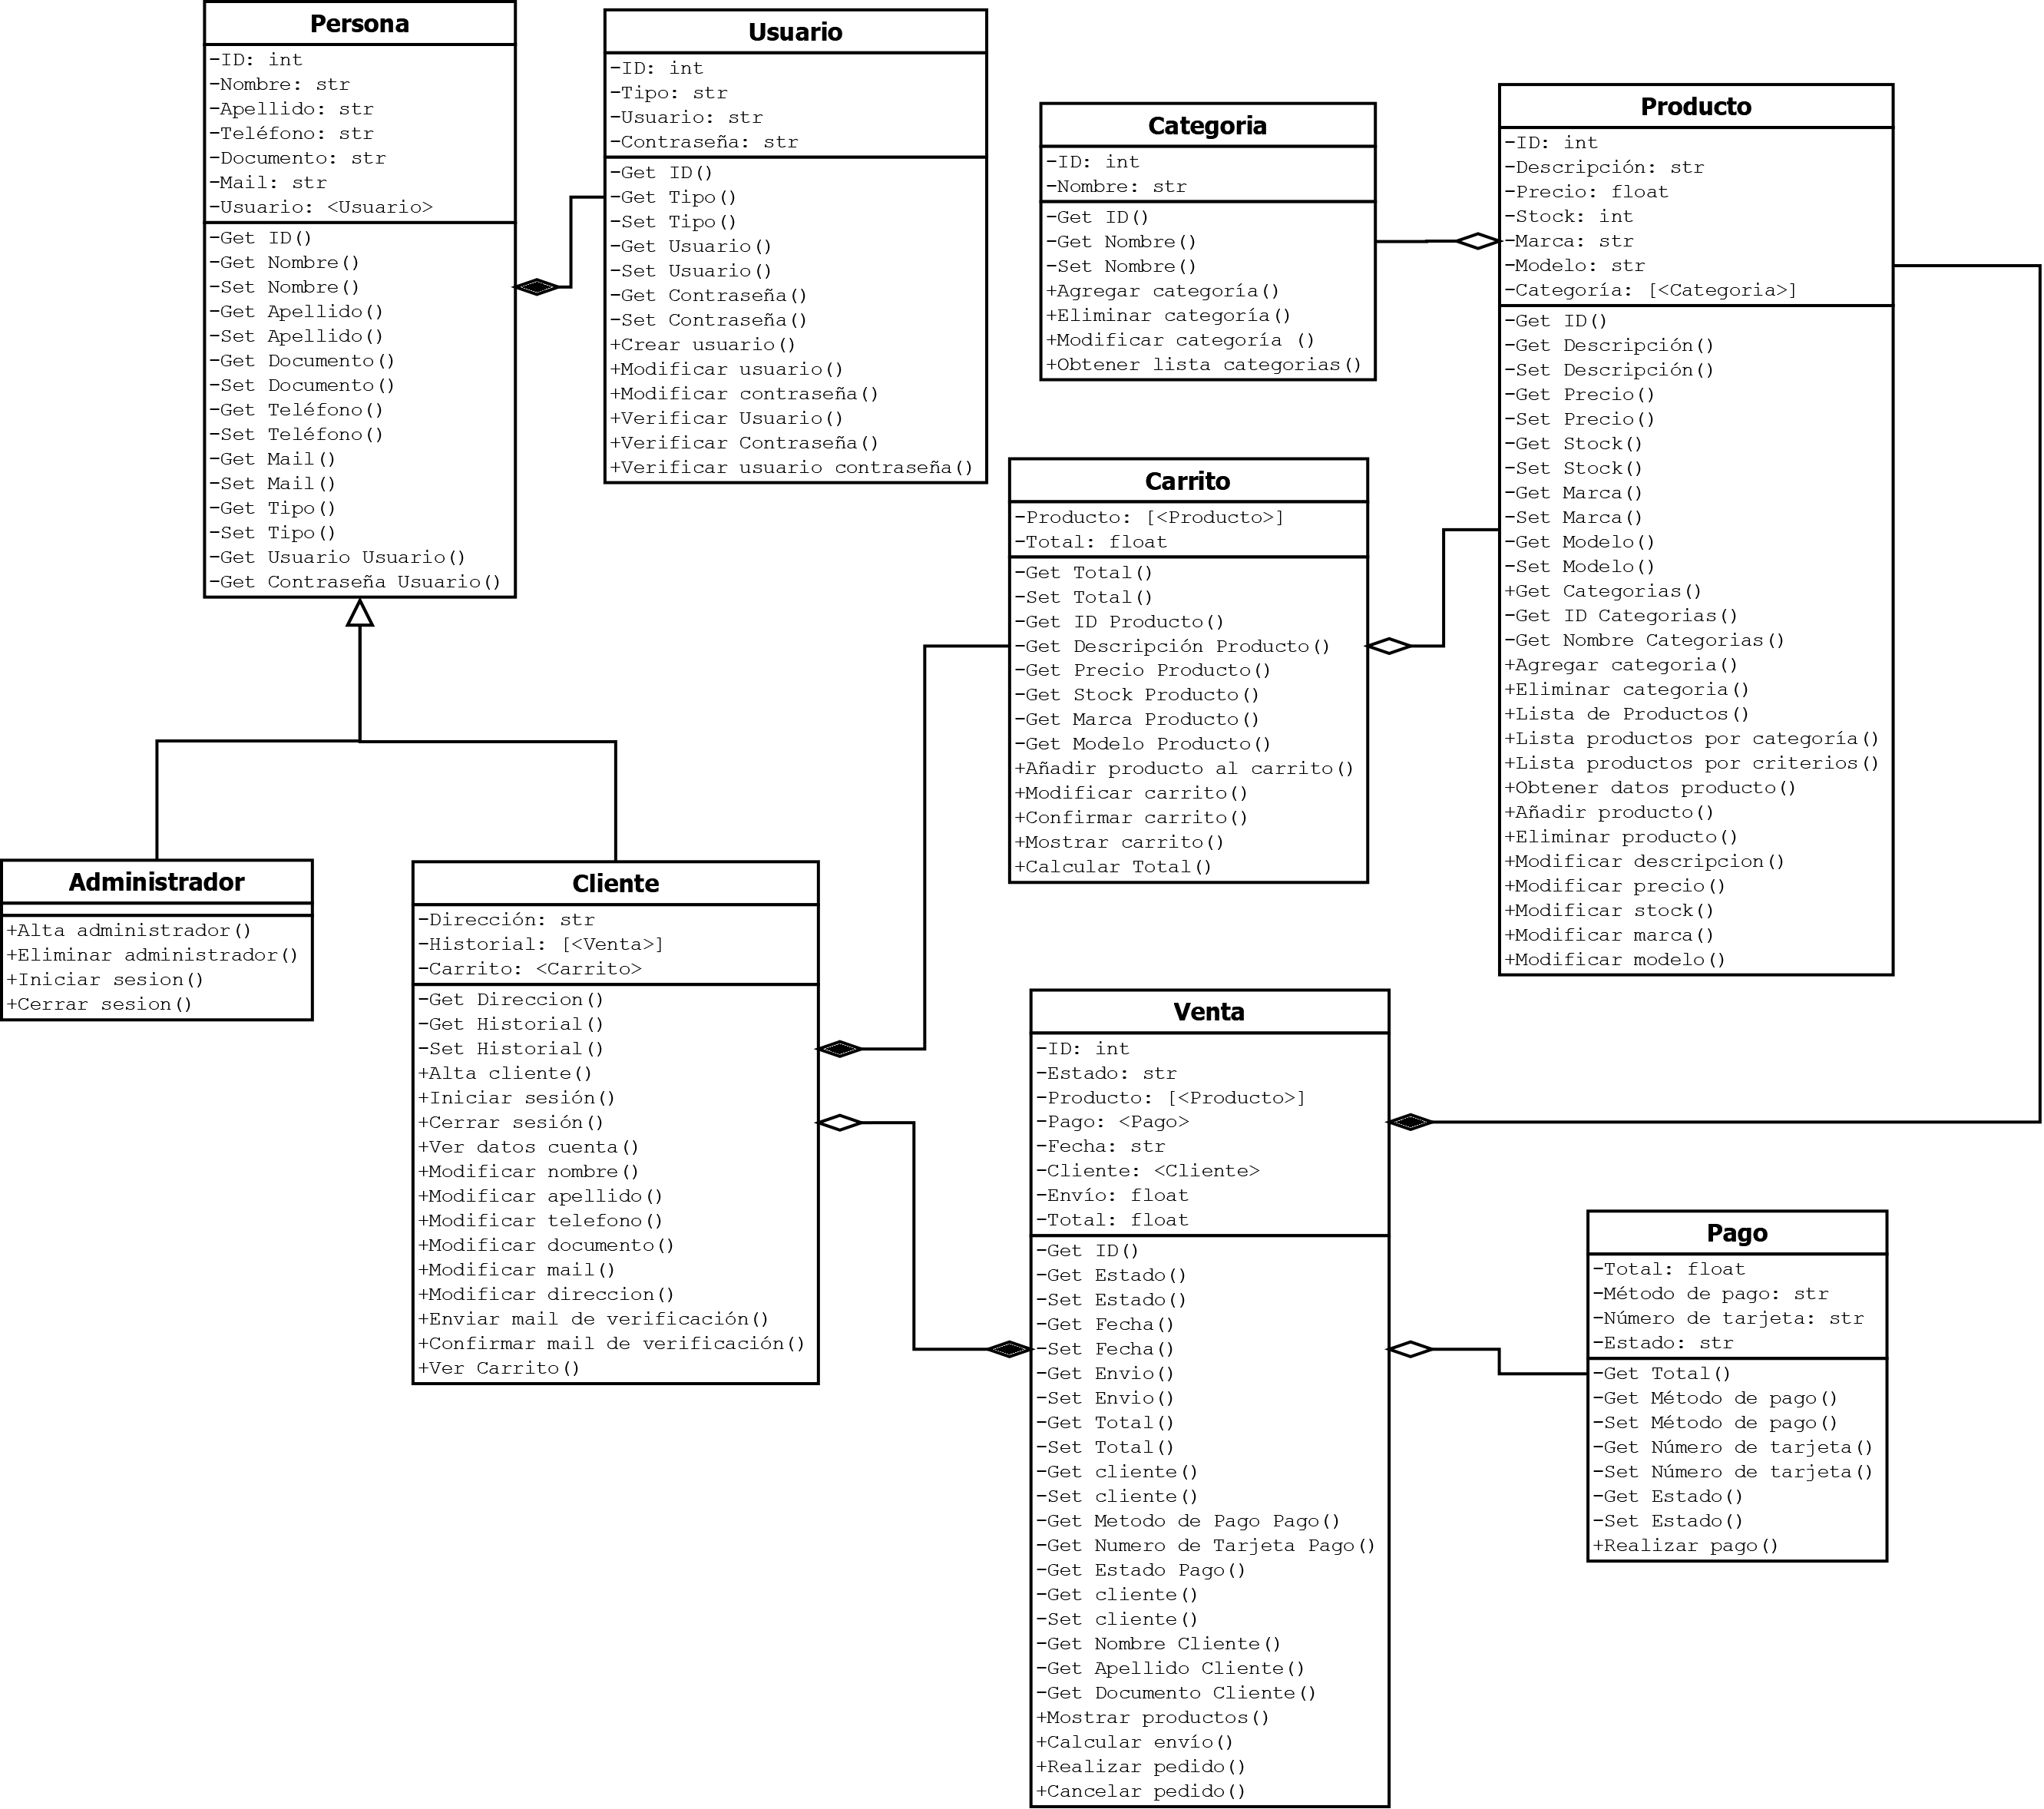 Persona
-ID: int
-Nombre: str
-Apellido: str
-Teléfono: str
-Documento: str
-Mail: str
-Usuario: <Usuario>
-Get ID()
-Get Nombre()
-Set Nombre()
-Get Apellido()
-Set Apellido()
-Get Documento()
-Set Documento()
-Get Teléfono()
-Set Teléfono()
-Get Mail()
-Set Mail()
-Get Tipo()
-Set Tipo()
-Get Usuario Usuario()
-Get Contraseña Usuario()
Usuario
-ID: int
-Tipo: str
-Usuario: str
-Contraseña: str
-Get ID()
-Get Tipo()
-Set Tipo()
-Get Usuario()
-Set Usuario()
-Get Contraseña()
-Set Contraseña()
+Crear usuario()
+Modificar usuario()
+Modificar contraseña()
+Verificar Usuario()
+Verificar Contraseña()
+Verificar usuario contraseña()
Categoria
-ID: int
-Nombre: str
-Get ID()
-Get Nombre()
-Set Nombre()
+Agregar categoría()
+Eliminar categoría()
+Modificar categoría ()
+Obtener lista categorias()
Producto
-ID: int
-Descripción: str
-Precio: float
-Stock: int
-Marca: str
-Modelo: str
-Categoría: [<Categoria>]
-Get ID()
-Get Descripción()
-Set Descripción()
-Get Precio()
-Set Precio()
-Get Stock()
-Set Stock()
-Get Marca()
-Set Marca()
-Get Modelo()
-Set Modelo()
+Get Categorias()
-Get ID Categorias()
-Get Nombre Categorias()
+Agregar categoria()
+Eliminar categoria()
+Lista de Productos()
+Lista productos por categoría()
+Lista productos por criterios()
+Obtener datos producto()
+Añadir producto()
+Eliminar producto()
+Modificar descripcion()
+Modificar precio()
+Modificar stock()
+Modificar marca()
+Modificar modelo()
Carrito
-Producto: [<Producto>]
-Total: float
-Get Total()
-Set Total()
-Get ID Producto()
-Get Descripción Producto()
-Get Precio Producto()
-Get Stock Producto()
-Get Marca Producto()
-Get Modelo Producto()
+Añadir producto al carrito()
+Modificar carrito()
+Confirmar carrito()
+Mostrar carrito()
+Calcular Total()
Administrador
+Alta administrador()
+Eliminar administrador()
+Iniciar sesion()
+Cerrar sesion()
Cliente
-Dirección: str
-Historial: [<Venta>]
-Carrito: <Carrito>
-Get Direccion()
-Get Historial()
-Set Historial()
+Alta cliente()
+Iniciar sesión()
+Cerrar sesión()
+Ver datos cuenta()
+Modificar nombre()
+Modificar apellido()
+Modificar telefono()
+Modificar documento()
+Modificar mail()
+Modificar direccion()
+Enviar mail de verificación()
+Confirmar mail de verificación()
+Ver Carrito()
Venta
-ID: int
-Estado: str
-Producto: [<Producto>]
-Pago: <Pago>
-Fecha: str
-Cliente: <Cliente>
-Envío: float
-Total: float
-Get ID()
-Get Estado()
-Set Estado()
-Get Fecha()
-Set Fecha()
-Get Envio()
-Set Envio()
-Get Total()
-Set Total()
-Get cliente()
-Set cliente()
-Get Metodo de Pago Pago()
-Get Numero de Tarjeta Pago()
-Get Estado Pago()
-Get cliente()
-Set cliente()
-Get Nombre Cliente()
-Get Apellido Cliente()
-Get Documento Cliente()
+Mostrar productos()
+Calcular envío()
+Realizar pedido()
+Cancelar pedido()
Pago
-Total: float
-Método de pago: str
-Número de tarjeta: str
-Estado: str
-Get Total()
-Get Método de pago()
-Set Método de pago()
-Get Número de tarjeta()
-Set Número de tarjeta()
-Get Estado()
-Set Estado()
+Realizar pago()